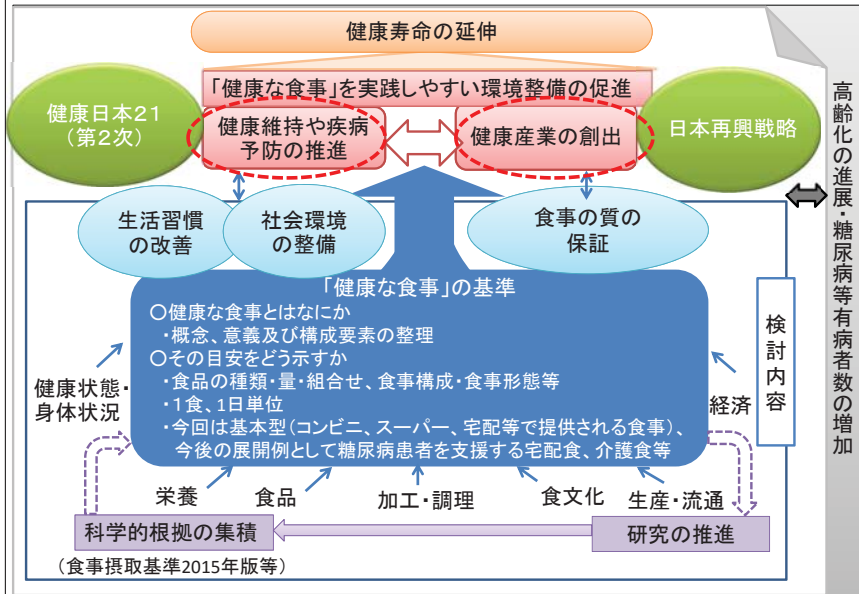 健康寿命の延伸
「健康な食事」を実践しやすい環境整備の促進
健康日本21
(第2次)
健康維持や疾病
予防の推進
健康産業の創出
日本再興戦略
高齢化の進展・糖尿病等有病者数の増加
生活習慣
の改善
社会環境
の整備
食事の質の
保証
「健康な食事」の基準
○健康な食事とはなにか
・概念、意義及び構成要素の整理
○その目安をどう示すか
・食品の種類・量・組合せ、食事構成・食事形態等
・1食、1日単位
・今回は基本型(コンビニ、スーパー、宅配等で提供される食事)、
今後の展開例として糖尿病患者を支援する宅配食、介護食等
検討内容
健康状態・
身体状況
経済
栄養
食品
加工・調理
食文化
生産・流通
科学的根拠の集積
研究の推進
(食事摂取基準2015年版等)